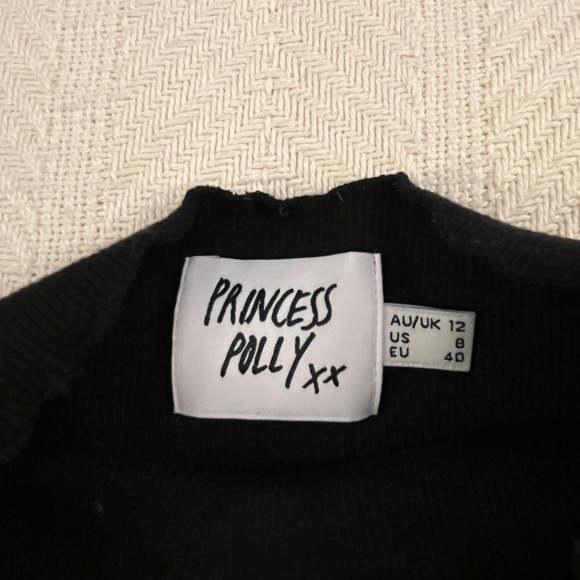 PRINCESS
POLLY xx
AU/UK 12
US 8
EU 40